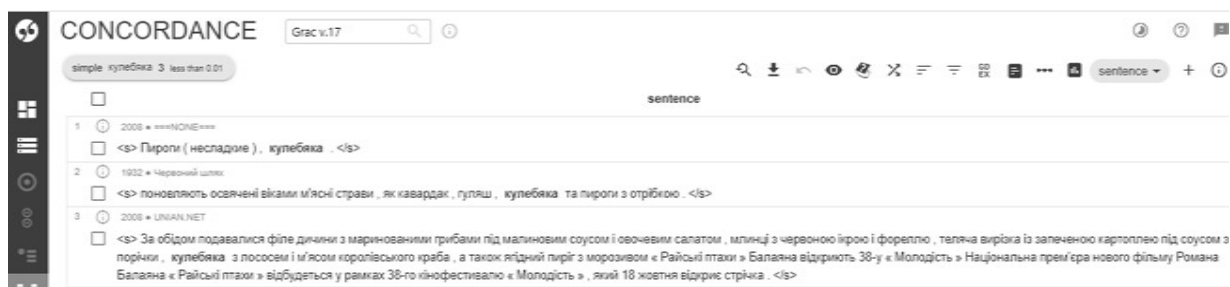 CONCORDANCE
Grac v.17
simple кулебяка 3 less than 0.01
GD EX
sentence
sentence
1 2008 ● ===NONE===
<s> Пироги ( несладкие ) , кулебяка . </s>
2 1932 ● Червоний шлях
<s> поновляють освячені віками м'ясні страви , як кавардак , гуляш , кулебяка та пироги з отрібкою . </s>
3 2008 ● UNIAN.NET
<s> За обідом подавалися філе дичини з маринованими грибами під малиновим соусом і овочевим салатом , млинці з червоною ікрою і фореллю , теляча вирізка із запеченою картоплею під соусом з
порічки , кулебяка з лососем і м'ясом королівського краба , а також ягідний пиріг з морозивом « Райські птахи » Балаяна відкриють 38-у « Молодість » Національна прем'єра нового фільму Романа
Балаяна « Райські птахи » відбудеться у рамках 38-го кінофестивалю « Молодість » , який 18 жовтня відкриє стрічка . </s>